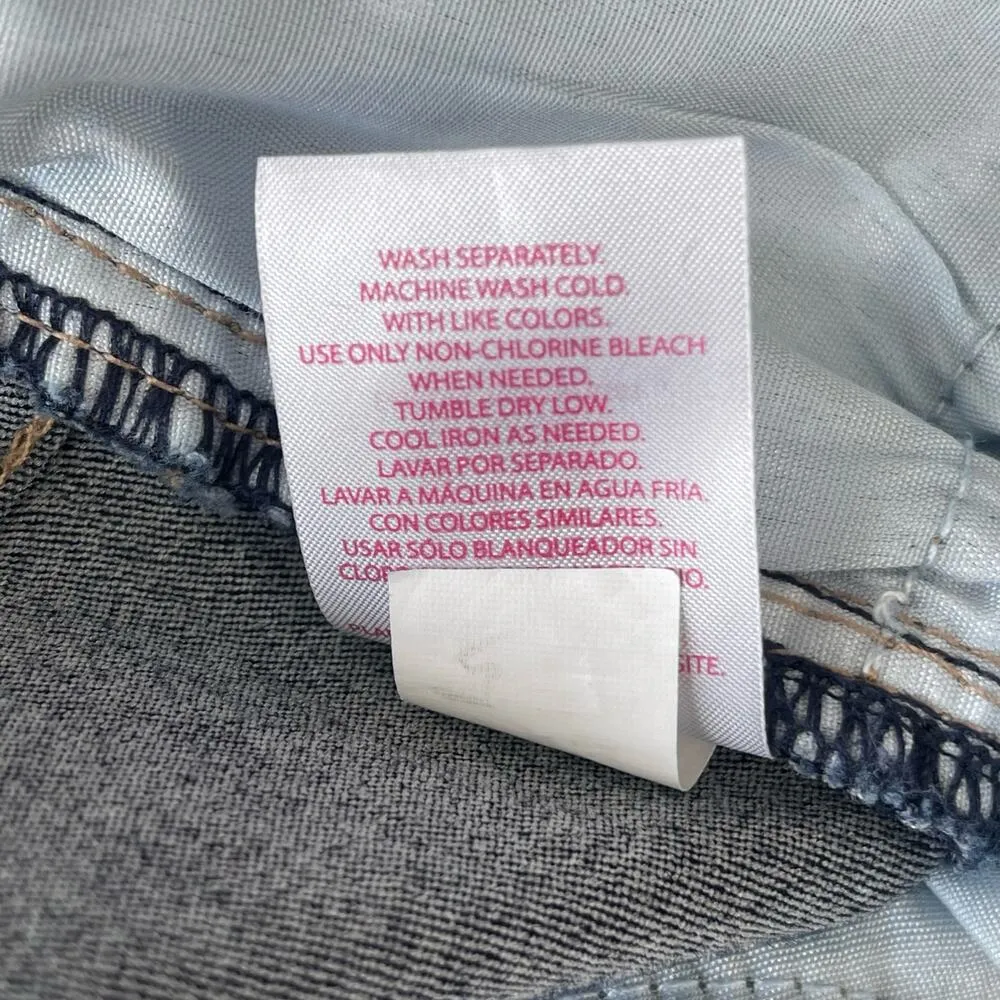 WASH SEPARATELY.
MACHINE WASH COLD.
WITH LIKE COLORS.
USE ONLY NON-CHLORINE BLEACH
WHEN NEEDED.
TUMBLE DRY LOW.
COOL IRON AS NEEDED.
LAVAR POR SEPARADO.
LAVAR A MÁQUINA EN AGUA FRÍA.
CON COLORES SIMILARES.
USAR SÓLO BLANQUEADOR SIN